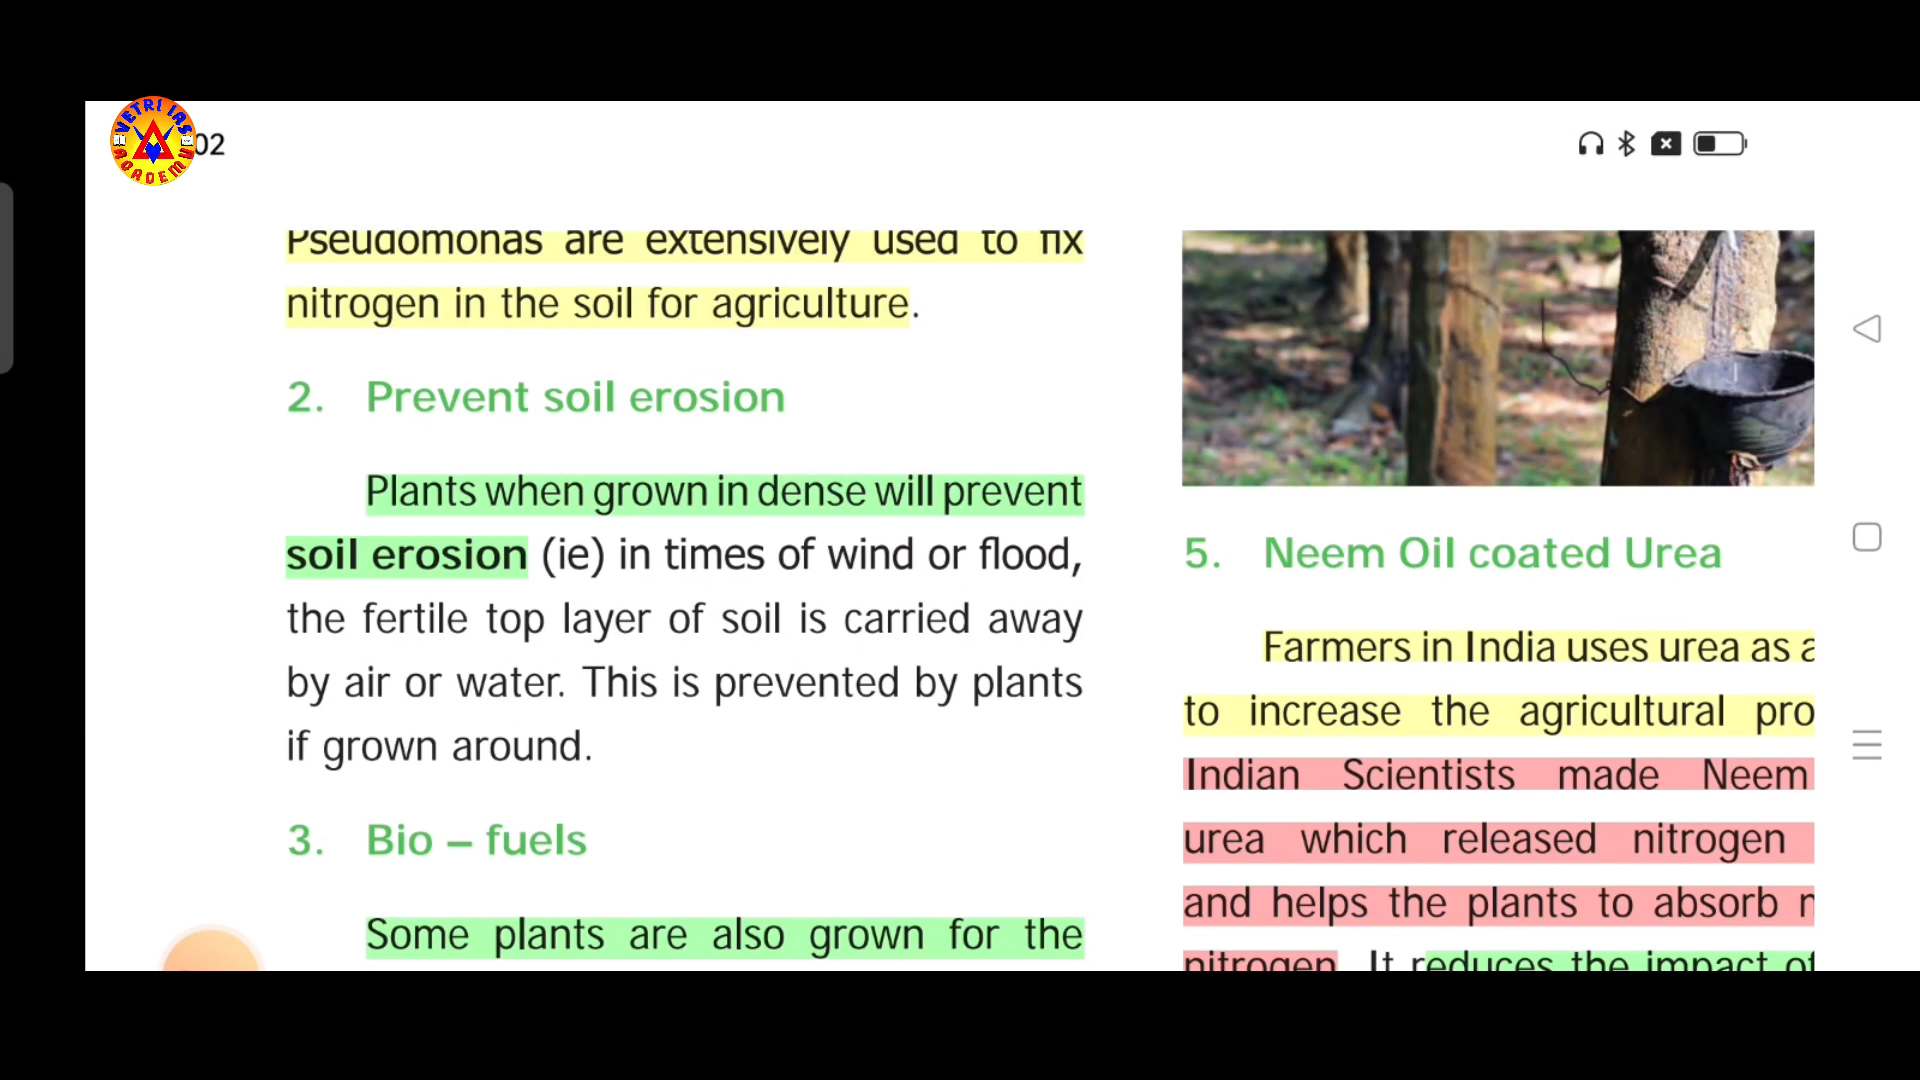 VETRI IAS
ACADEMY
02
Pseudomonas are extensively used to fix
nitrogen in the soil for agriculture.
2. Prevent soil erosion
Plants when grown in dense will prevent
soil erosion (ie) in times of wind or flood,
the fertile top layer of soil is carried away
by air or water. This is prevented by plants
if grown around.
3. Bio – fuels
Some plants are also grown for the
5. Neem Oil coated Urea
Farmers in India uses urea as a
to increase the agricultural pro
Indian Scientists made Neem
urea which released nitrogen
and helps the plants to absorb
nitrogen. It reduces the impact of